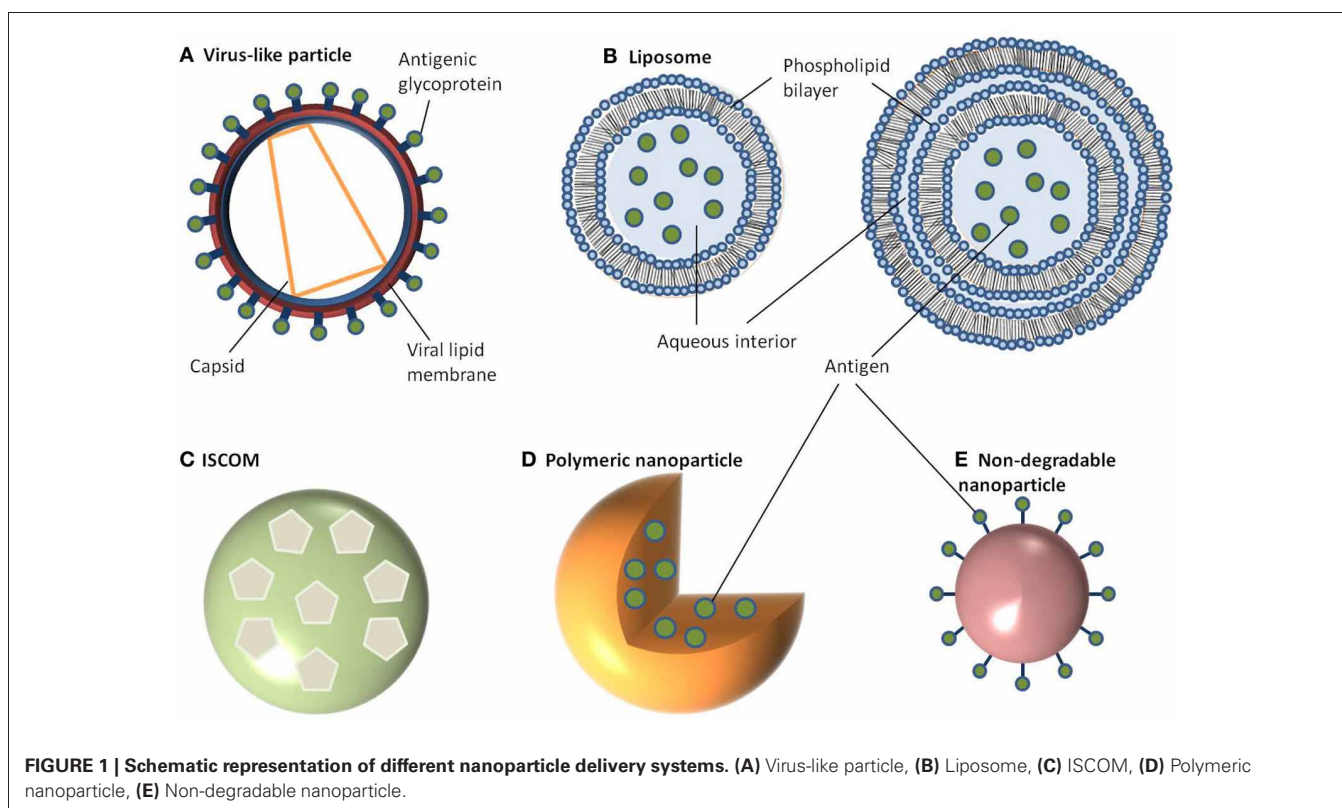 A Virus-like particle
Antigenic
glycoprotein
Capsid
Viral lipid
membrane
B Liposome
Phospholipid
bilayer
Aqueous interior
Antigen
C ISCOM
D Polymeric nanoparticle
E Non-degradable
nanoparticle
FIGURE 1 | Schematic representation of different nanoparticle delivery systems. (A) Virus-like particle, (B) Liposome, (C) ISCOM, (D) Polymeric
nanoparticle, (E) Non-degradable nanoparticle.